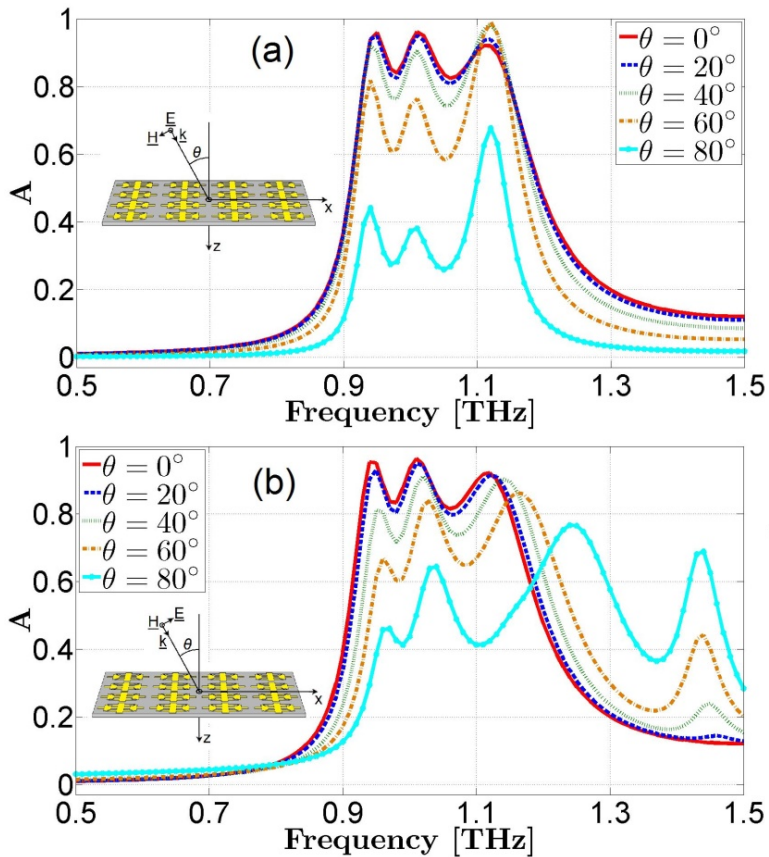 1
(a)
θ = 0°
θ = 20°
θ = 40°
θ = 60°
θ = 80°
0.8
0.6
0.4
0.2
0
A
E
H
k
θ
x
z
0.5 0.7 0.9 1.1 1.3 1.5
Frequency [THz]
1
θ = 0°
θ = 20°
θ = 40°
θ = 60°
θ = 80°
(b)
0.8
0.6
0.4
0.2
0
A
H E
k
θ
x
z
0.5 0.7 0.9 1.1 1.3 1.5
Frequency [THz]